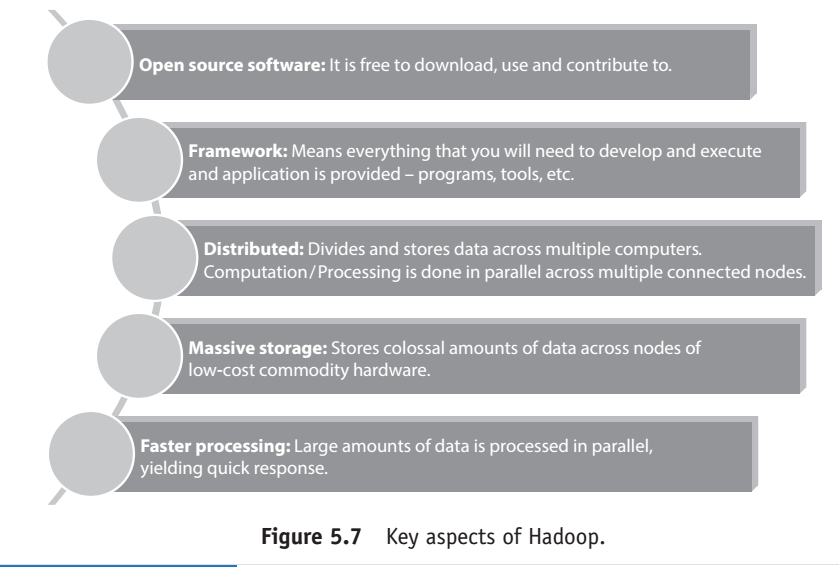 Open source software: It is free to download, use and contribute to.
Framework: Means everything that you will need to develop and execute
and application is provided – programs, tools, etc.
Distributed: Divides and stores data across multiple computers.
Computation/Processing is done in parallel across multiple connected nodes.
Massive storage: Stores colossal amounts of data across nodes of
low-cost commodity hardware.
Faster processing: Large amounts of data is processed in parallel,
yielding quick response.
Figure 5.7 Key aspects of Hadoop.